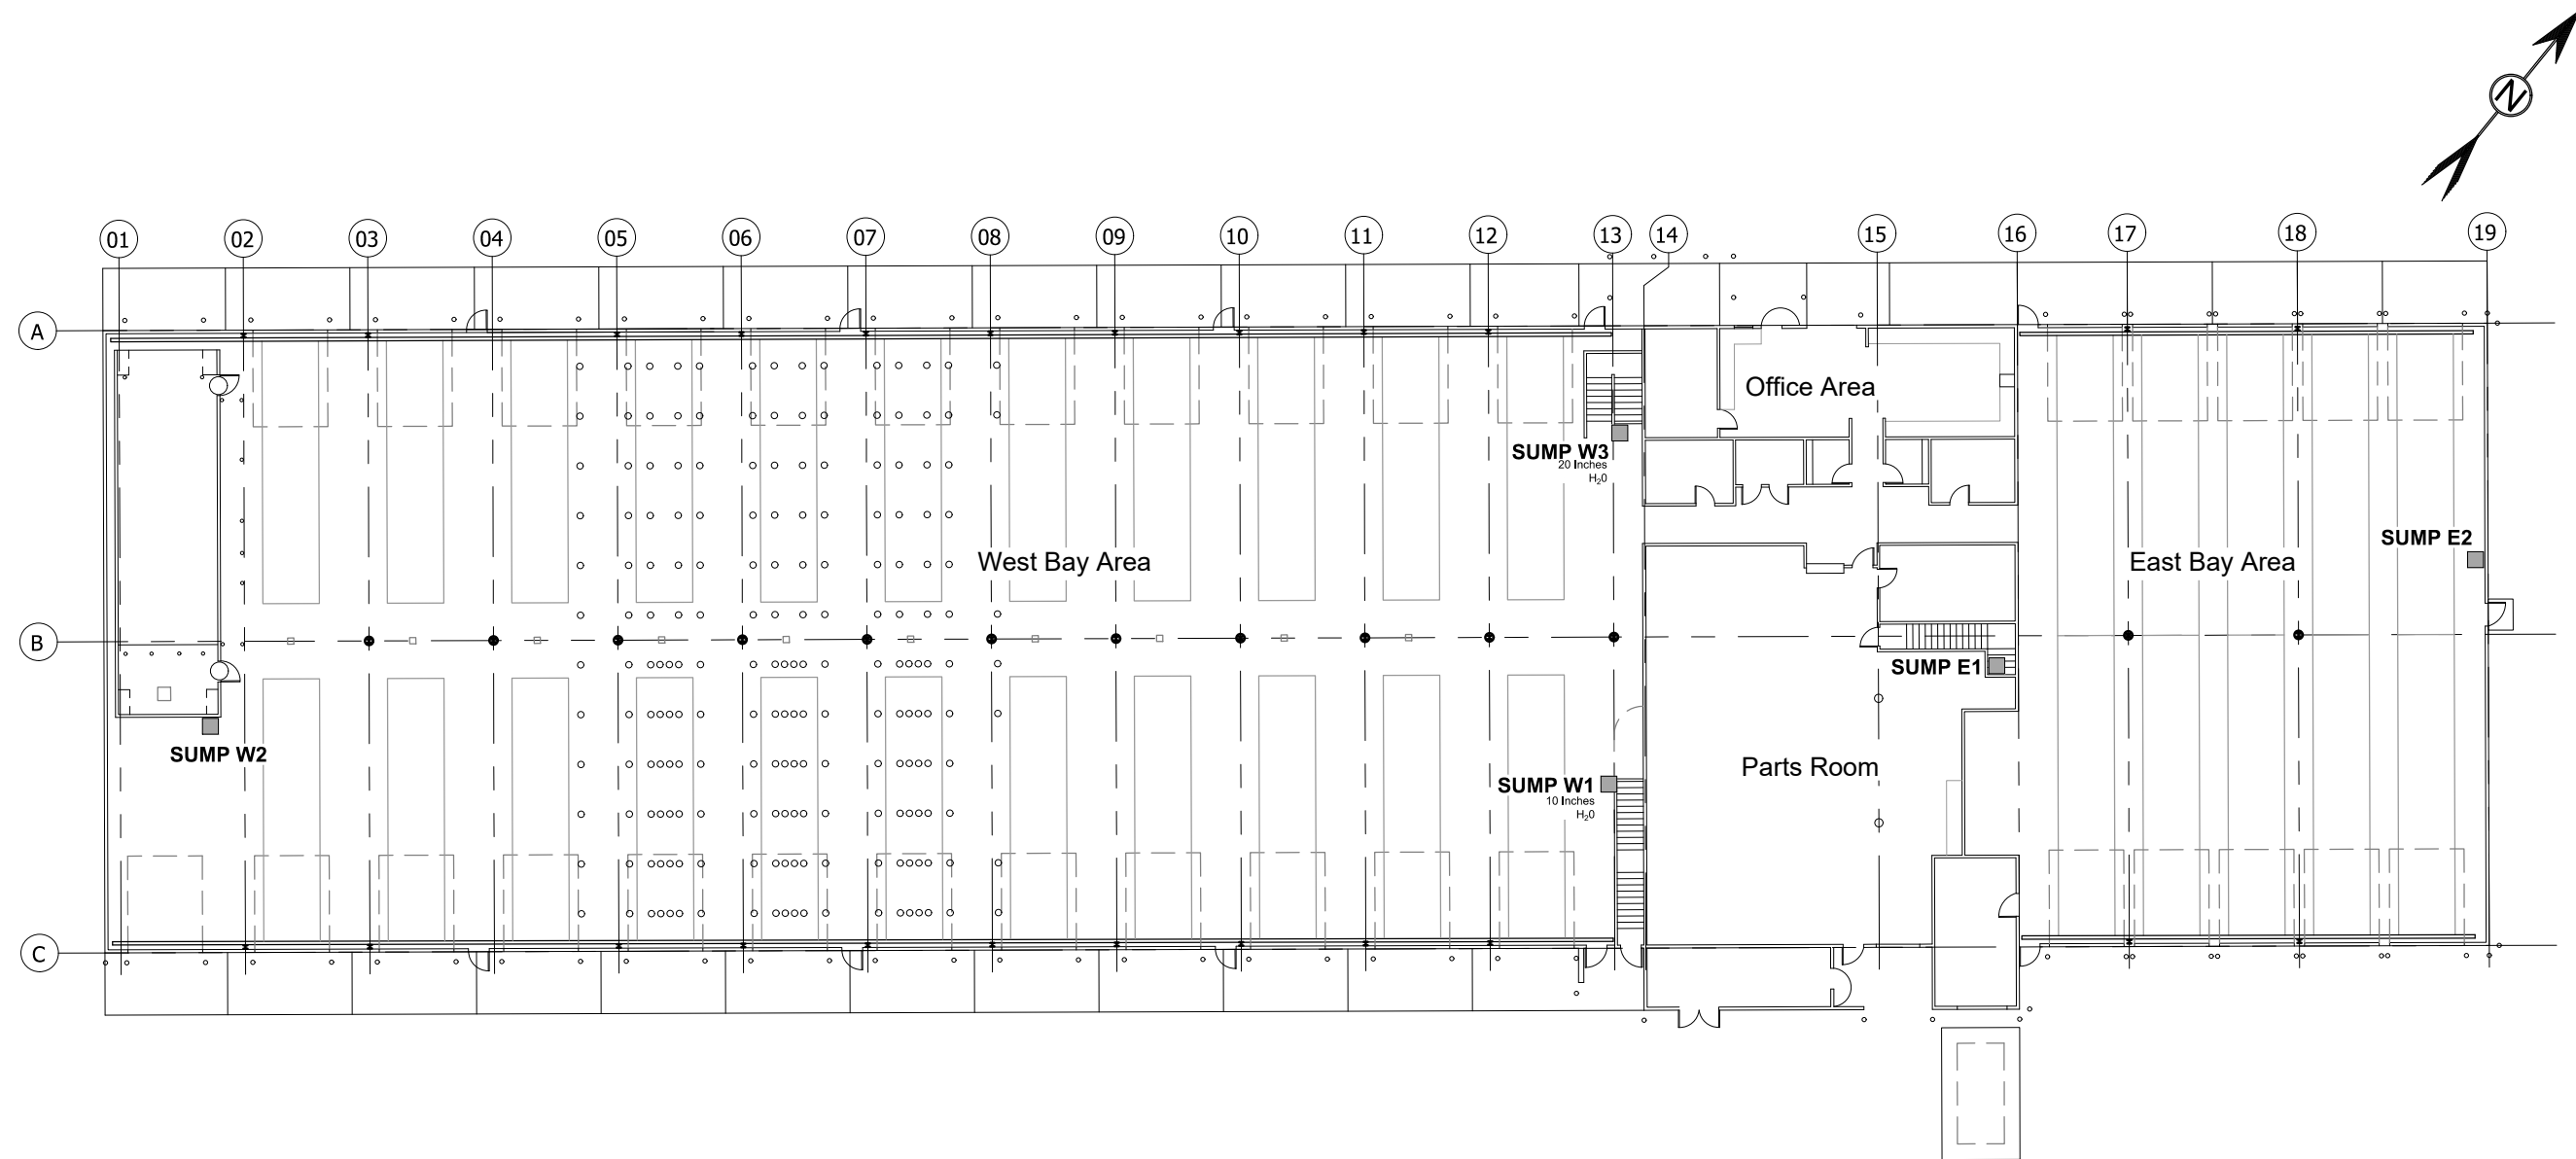 N
01 02 03 04 05 06 07 08 09 10 11 12 13 14 15 16 17 18 19
A
Office Area
SUMP W3
20 Inches
H₂0
SUMP E2
West Bay Area
East Bay Area
B
SUMP E1
SUMP W2
Parts Room
SUMP W1
10 Inches
H₂0
C